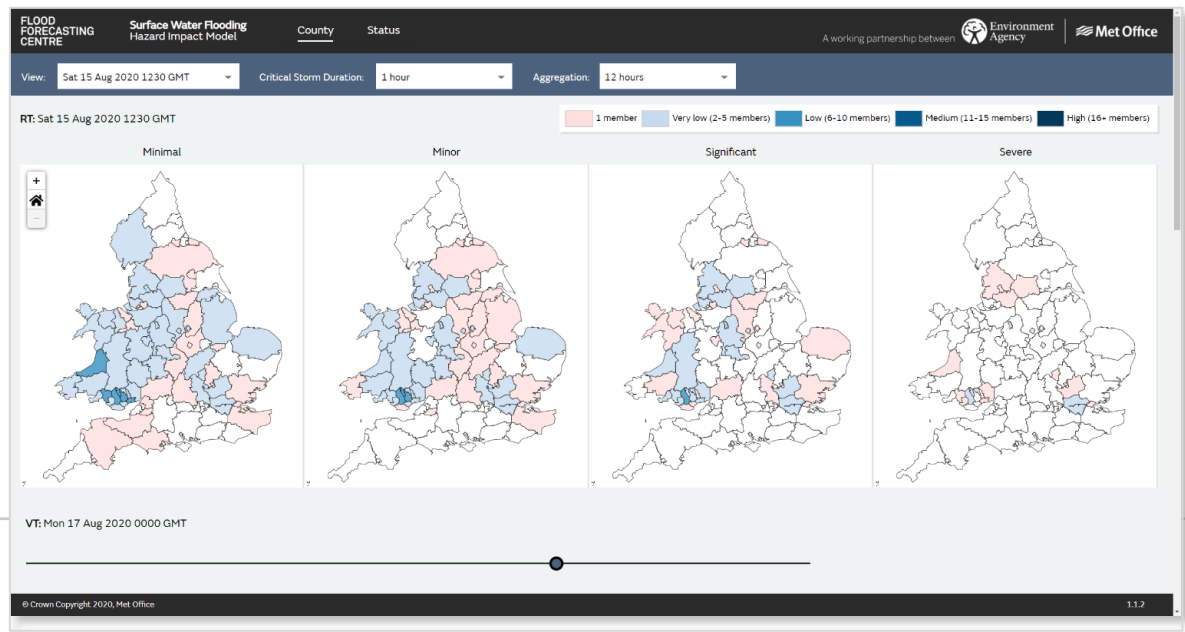 FLOOD
FORECASTING
CENTRE
Surface Water Flooding
Hazard Impact Model
County
Status
A working partnership between
Environment
Agency
Met Office
View:
Sat 15 Aug 2020 1230 GMT
Critical Storm Duration:
1 hour
Aggregation:
12 hours
RT: Sat 15 Aug 2020 1230 GMT
1 member
Very low (2-5 members)
Low (6-10 members)
Medium (11-15 members)
High (16+ members)
Minimal
Minor
Significant
Severe
+
−
VT: Mon 17 Aug 2020 0000 GMT
© Crown Copyright 2020, Met Office
1.1.2